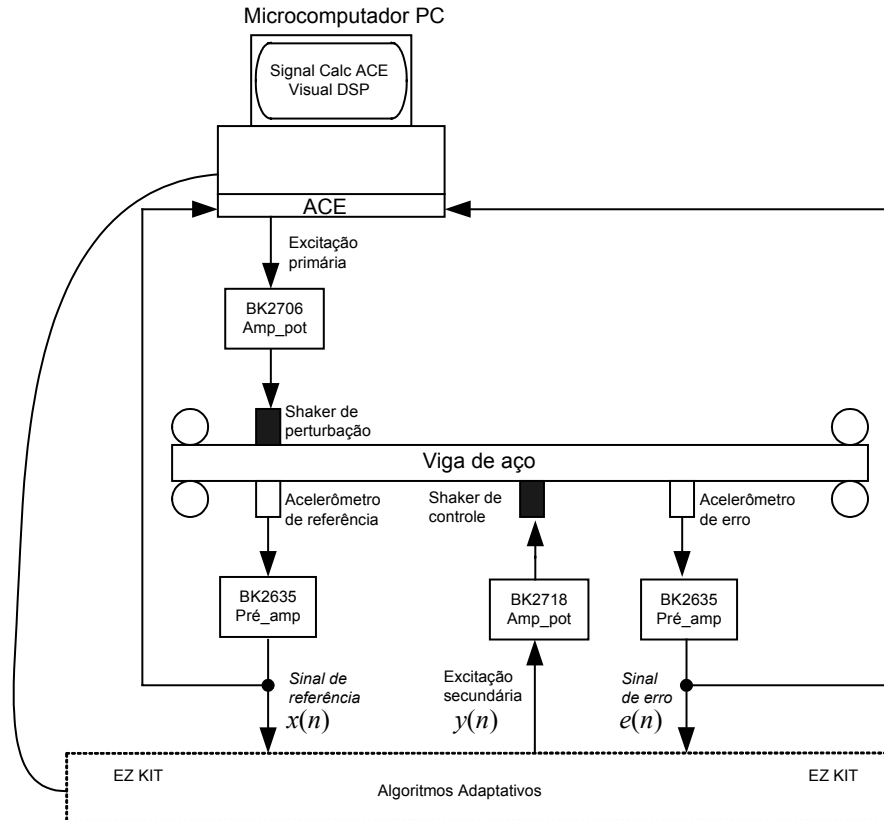 Microcomputador PC
Signal Calc ACE
Visual DSP
ACE
Excitação
primária
BK2706
Amp_pot
Shaker de
perturbação
Viga de aço
Acelerômetro
de referência
Shaker de
controle
Acelerômetro
de erro
BK2635
Pré_amp
BK2718
Amp_pot
BK2635
Pré_amp
Sinal de
referência
x(n)
Excitação
secundária
y(n)
Sinal
de erro
e(n)
EZ KIT
Algoritmos Adaptativos
EZ KIT